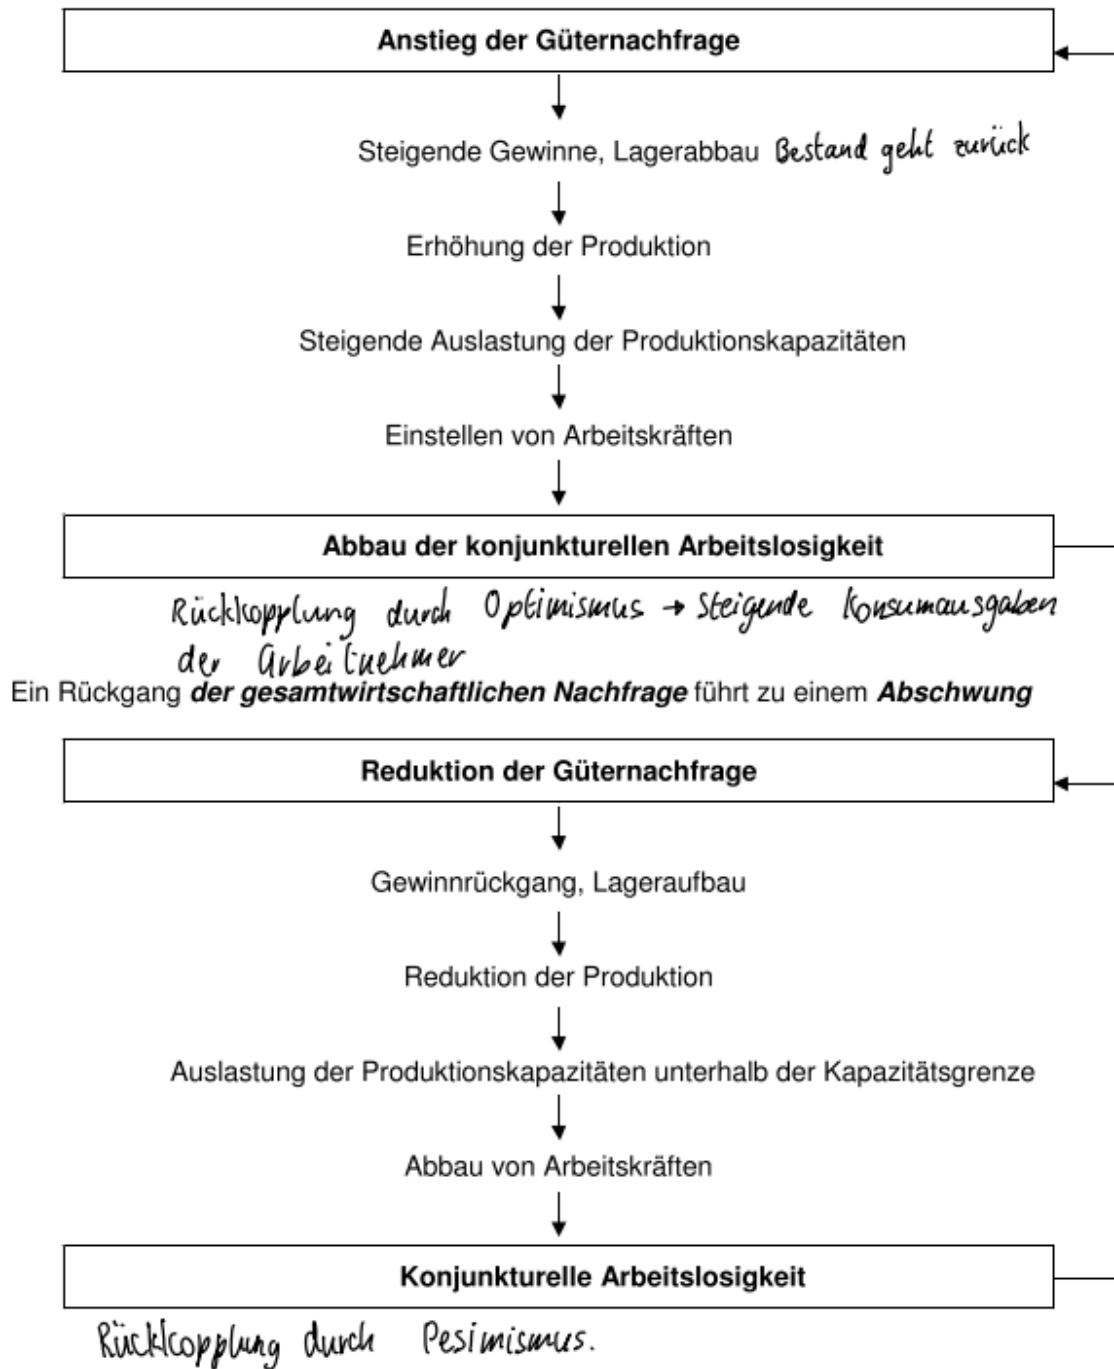 Anstieg der Güternachfrage
Steigende Gewinne, Lagerabbau Bestand geht zurück
Erhöhung der Produktion
Steigende Auslastung der Produktionskapazitäten
Einstellen von Arbeitskräften
Abbau der konjunkturellen Arbeitslosigkeit
Rückkopplung durch Optimismus → steigende Konsumausgaben
der Arbeitnehmer
Ein Rückgang der gesamtwirtschaftlichen Nachfrage führt zu einem Abschwung
Reduktion der Güternachfrage
Gewinnrückgang, Lageraufbau
Reduktion der Produktion
Auslastung der Produktionskapazitäten unterhalb der Kapazitätsgrenze
Abbau von Arbeitskräften
Konjunkturelle Arbeitslosigkeit
Rückkopplung durch Pesimismus.